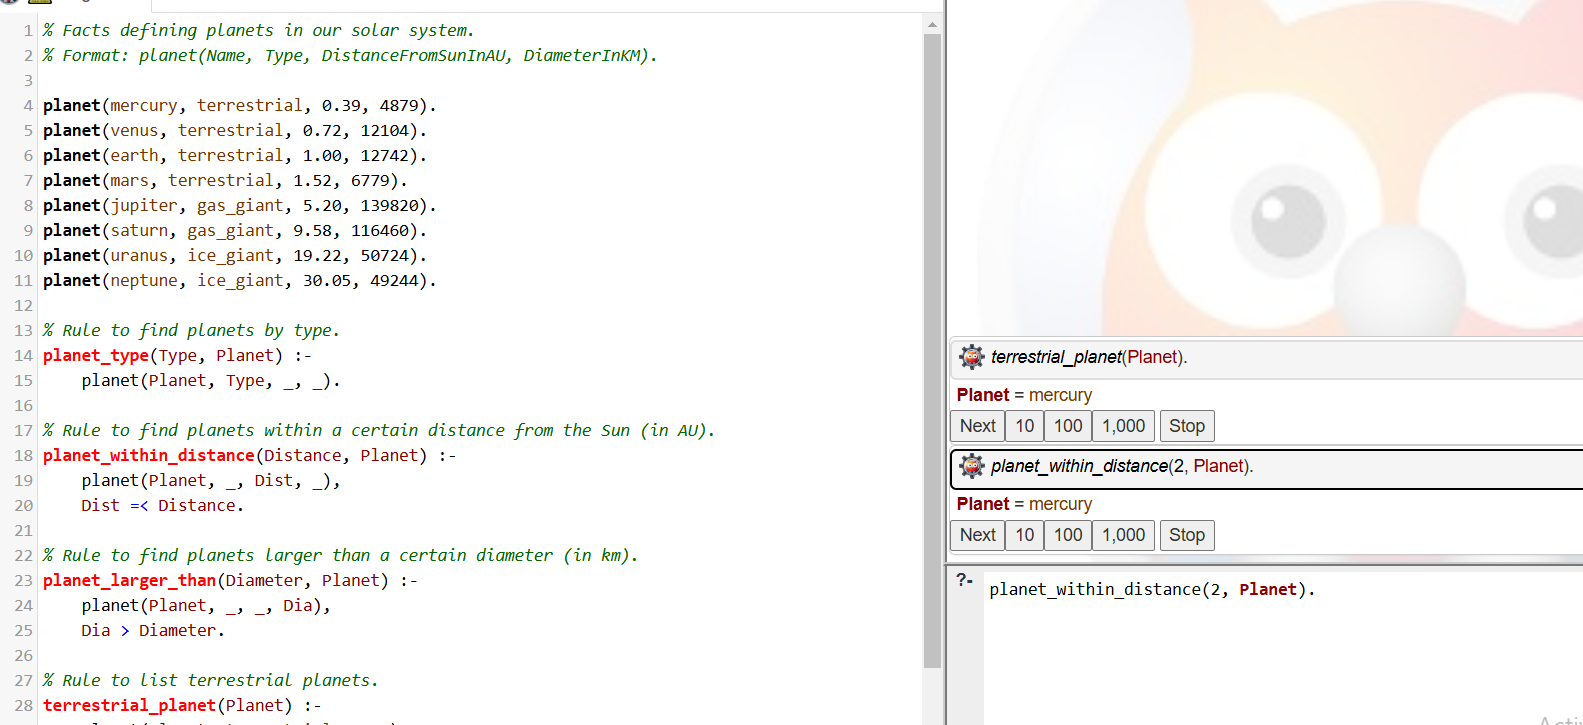 1 % Facts defining planets in our solar system.
2 % Format: planet(Name, Type, DistanceFromSunInAU, DiameterInKM).
3
4 planet(mercury, terrestrial, 0.39, 4879).
5 planet(venus, terrestrial, 0.72, 12104).
6 planet(earth, terrestrial, 1.00, 12742).
7 planet(mars, terrestrial, 1.52, 6779).
8 planet(jupiter, gas_giant, 5.20, 139820).
9 planet(saturn, gas_giant, 9.58, 116460).
10 planet(uranus, ice_giant, 19.22, 50724).
11 planet(neptune, ice_giant, 30.05, 49244).
12
13 % Rule to find planets by type.
14 planet_type(Type, Planet) :-
15     planet(Planet, Type, _, _).
16
17 % Rule to find planets within a certain distance from the Sun (in AU).
18 planet_within_distance(Distance, Planet) :-
19     planet(Planet, _, Dist, _),
20     Dist =< Distance.
21
22 % Rule to find planets larger than a certain diameter (in km).
23 planet_larger_than(Diameter, Planet) :-
24     planet(Planet, _, _, Dia),
25     Dia > Diameter.
26
27 % Rule to list terrestrial planets.
28 terrestrial_planet(Planet) :-
terrestrial_planet(Planet).
Planet = mercury
Next 10 100 1,000 Stop
planet_within_distance(2, Planet).
Planet = mercury
Next 10 100 1,000 Stop
?- planet_within_distance(2, Planet).